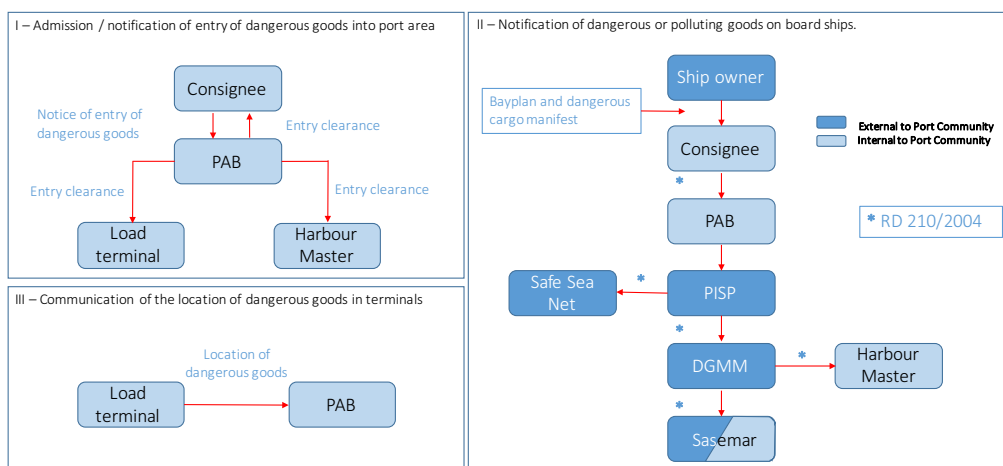 I – Admission / notification of entry of dangerous goods into port area
Consignee
Notice of entry of
dangerous goods
Entry clearance
PAB
Entry clearance
Entry clearance
Load
terminal
Harbour
Master
III – Communication of the location of dangerous goods in terminals
Location of
dangerous goods
Load
terminal
PAB
II – Notification of dangerous or polluting goods on board ships.
Ship owner
Bayplan and dangerous
cargo manifest
Consignee
*
PAB
Safe Sea
Net
*
PISP
*
DGMM
*
Harbour
Master
*
Sasemar
External to Port Community
Internal to Port Community
* RD 210/2004